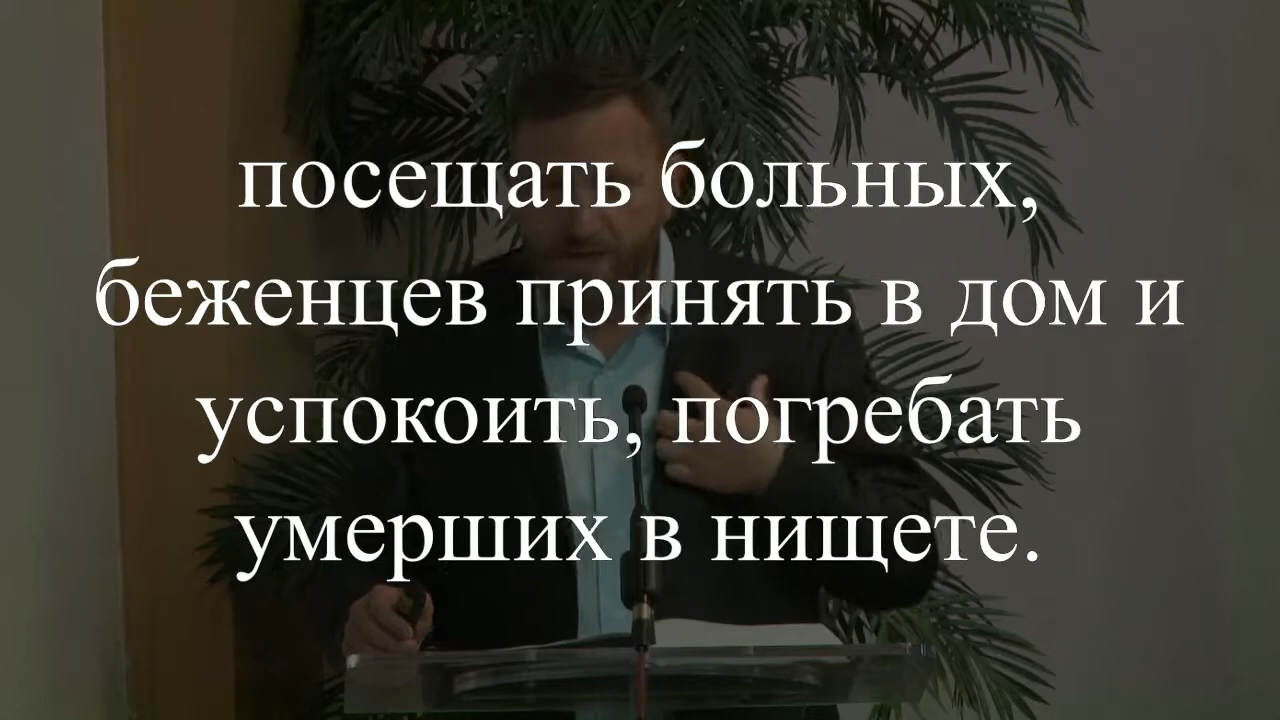 посещать больных,
беженцев принять в дом и
успокоить, погребать
умерших в нищете.